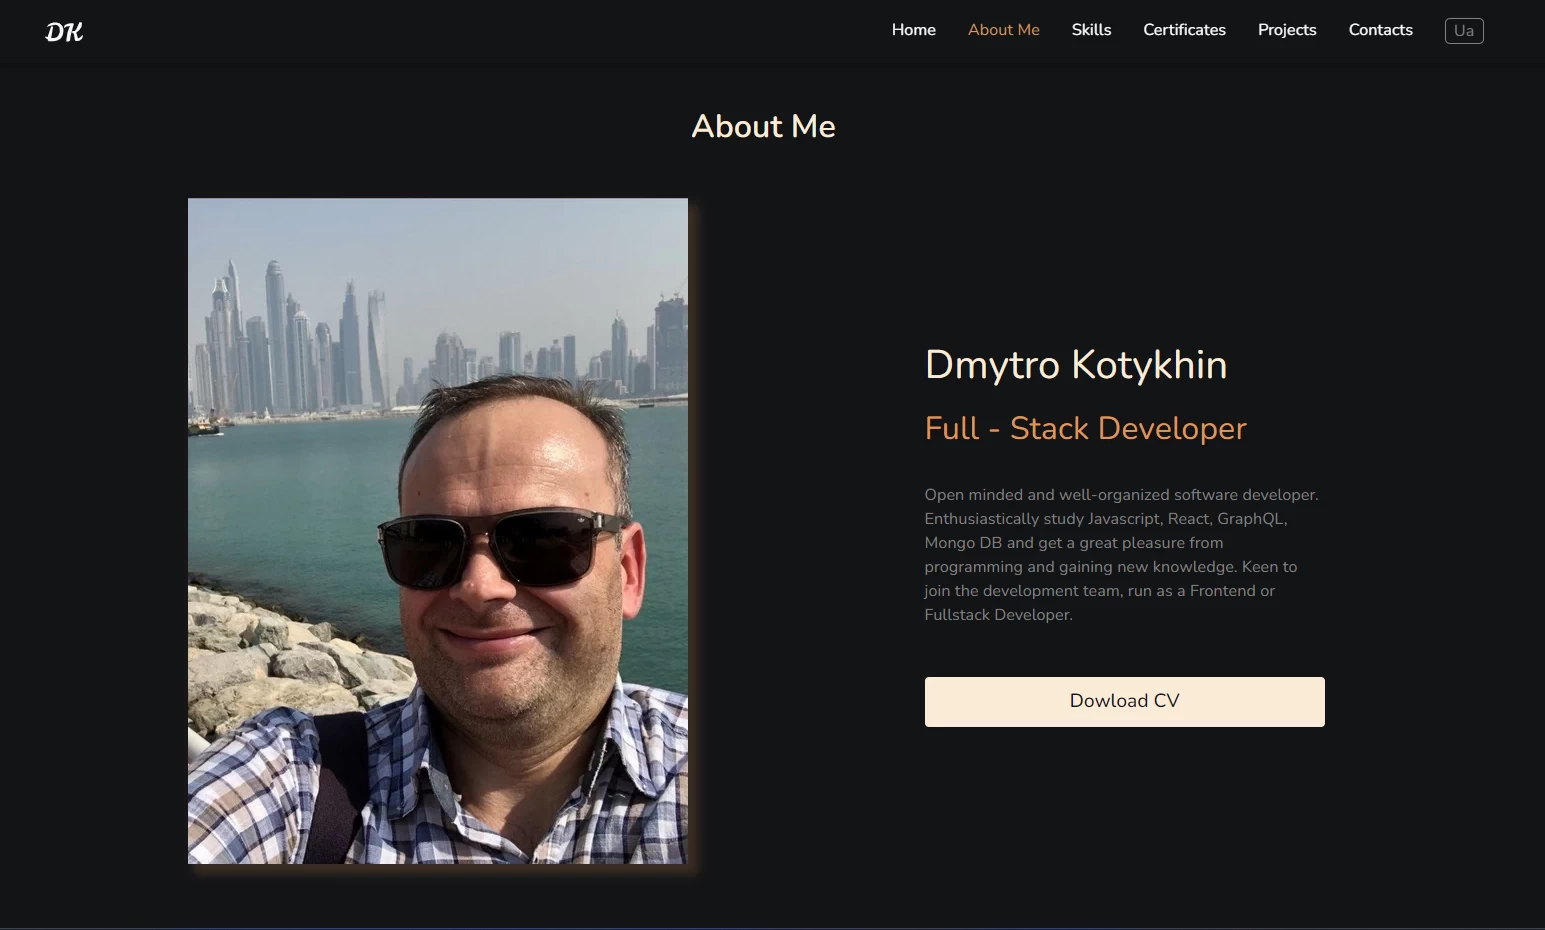 DK
Home About Me Skills Certificates Projects Contacts Ua
About Me
Dmytro Kotykhin
Full - Stack Developer
Open minded and well-organized software developer.
Enthusiastically study Javascript, React, GraphQL,
Mongo DB and get a great pleasure from
programming and gaining new knowledge. Keen to
join the development team, run as a Frontend or
Fullstack Developer.
Dowload CV